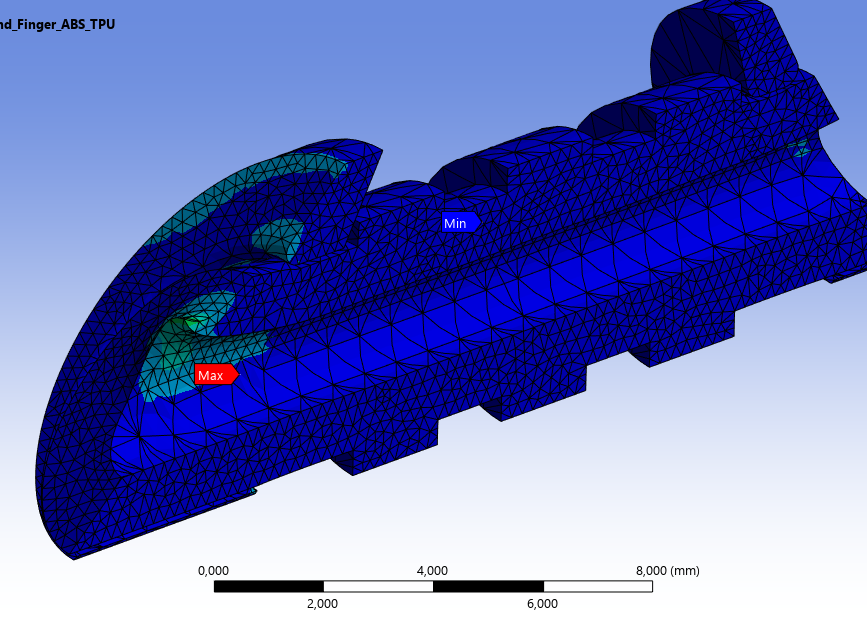 nd_Finger_ABS_TPU
Min
Max
0,000 4,000 8,000 (mm)
2,000 6,000